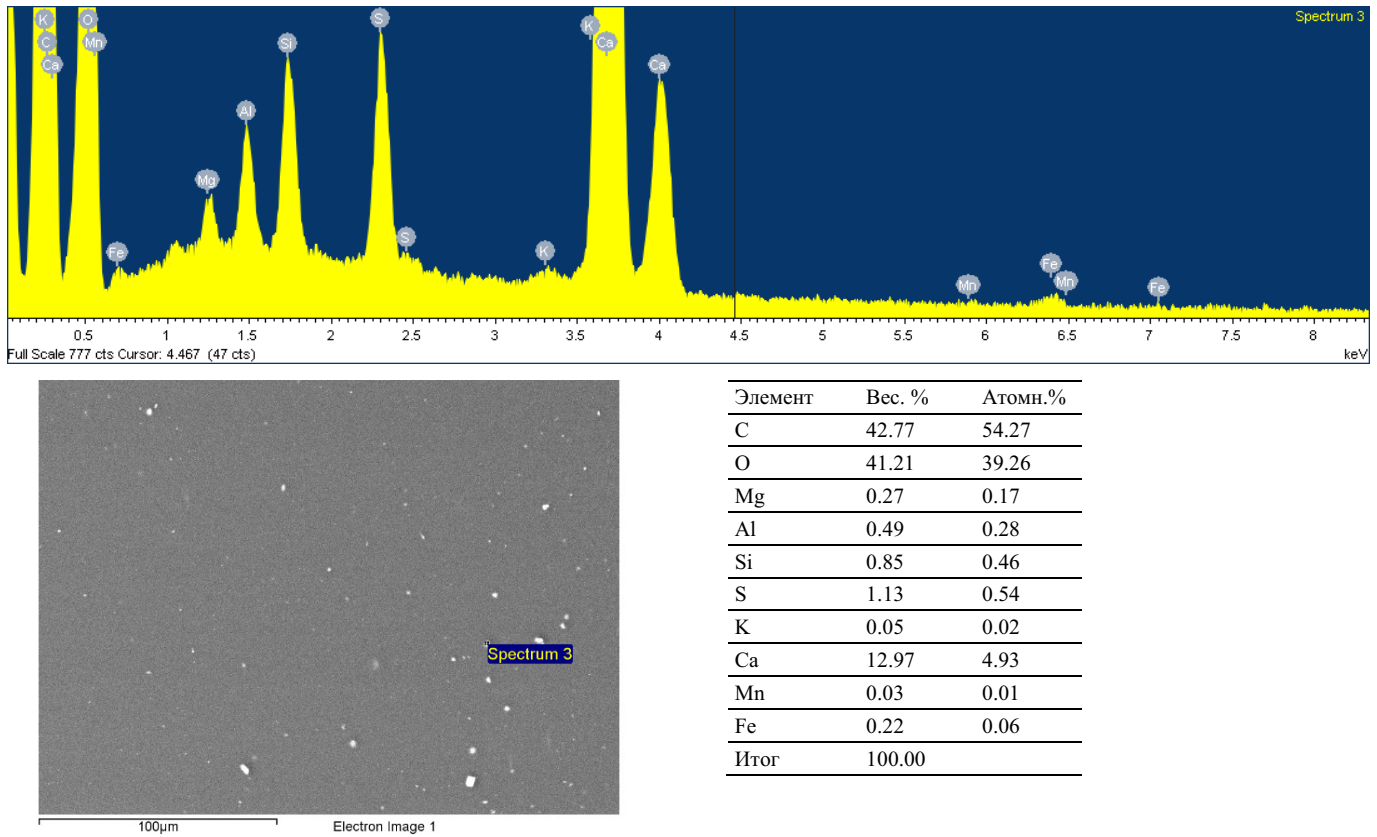 Spectrum 3
K O S K
C Mn Si Ca
Ca Ca
Al
Mg
S
Fe K Fe
Mn Mn Fe
0.5 1 1.5 2 2.5 3 3.5 4 4.5 5 5.5 6 6.5 7 7.5 8
Full Scale 777 cts Cursor: 4.467 (47 cts) keV
Spectrum 3
100µm Electron Image 1
Элемент Вес. % Атомн.%
C 42.77 54.27
O 41.21 39.26
Mg 0.27 0.17
Al 0.49 0.28
Si 0.85 0.46
S 1.13 0.54
K 0.05 0.02
Ca 12.97 4.93
Mn 0.03 0.01
Fe 0.22 0.06
Итог 100.00